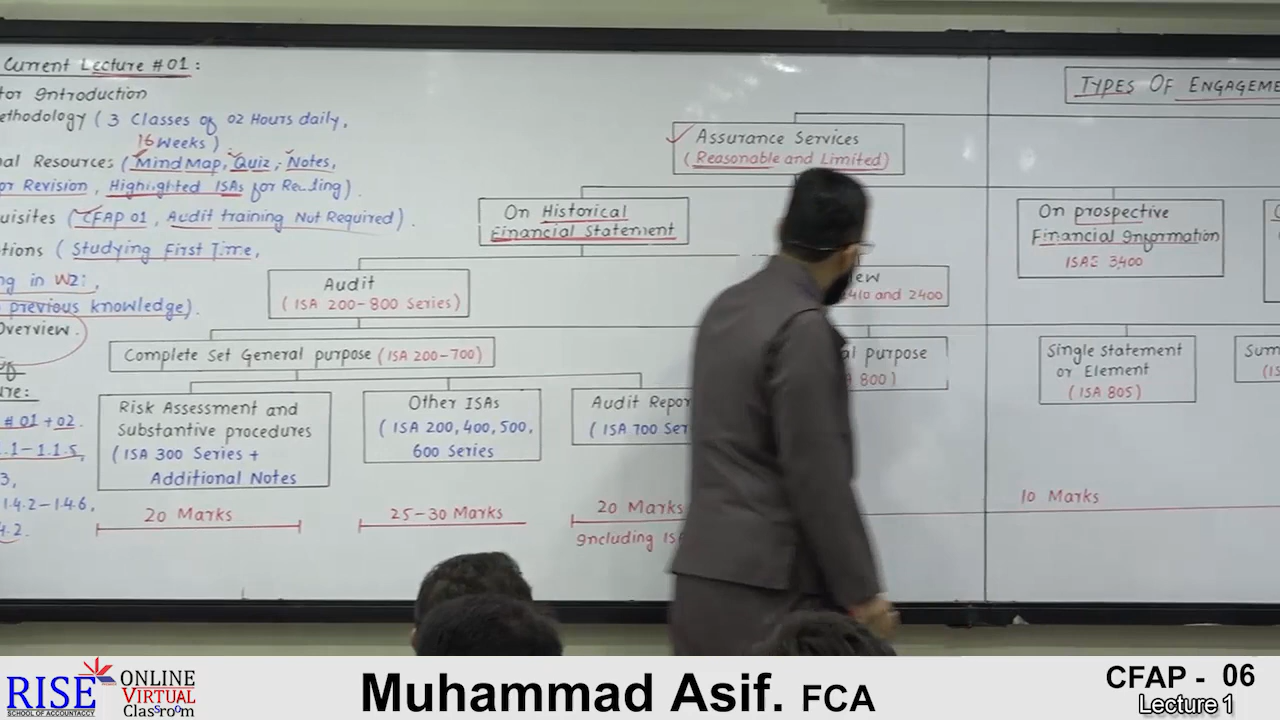 Current Lecture #01:
tor Introduction
ethodology (3 Classes of 02 Hours daily,
16 Weeks)
nal Resources (Mind Map, Quiz, Notes,
or Revision, Highlighted ISAs for Reading).
uisites (CFAP 01, Audit training Not Required).
tions (Studying First Time,
ng in W2:,
previous knowledge).
Overview.
ure:
# 01 + 02.
.1-1.1.5,
3,
1.4.2-1.4.6,
4.2.
TYPES OF ENGAGEME
Assurance Services
(Reasonable and Limited)
On Historical
Financial Statement
On prospective
Financial Information
ISAE 3400
Audit
(ISA 200-800 Series)
ew
2410 and 2400
Complete Set General purpose (ISA 200-700)
al purpose
A 800)
Single Statement
or Element
(ISA 805)
Sum
(IS
Risk Assessment and
Substantive procedures
(ISA 300 Series +
Additional Notes
Other ISAs
(ISA 200, 400, 500,
600 Series
Audit Repor
(ISA 700 Ser
20 Marks
25-30 Marks
20 Marks
Including ISA
10 Marks
RISE
SCHOOL OF ACCOUNTACY
ONLINE
VIRTUAL
Classroom
Muhammad Asif. FCA
CFAP - 06
Lecture 1